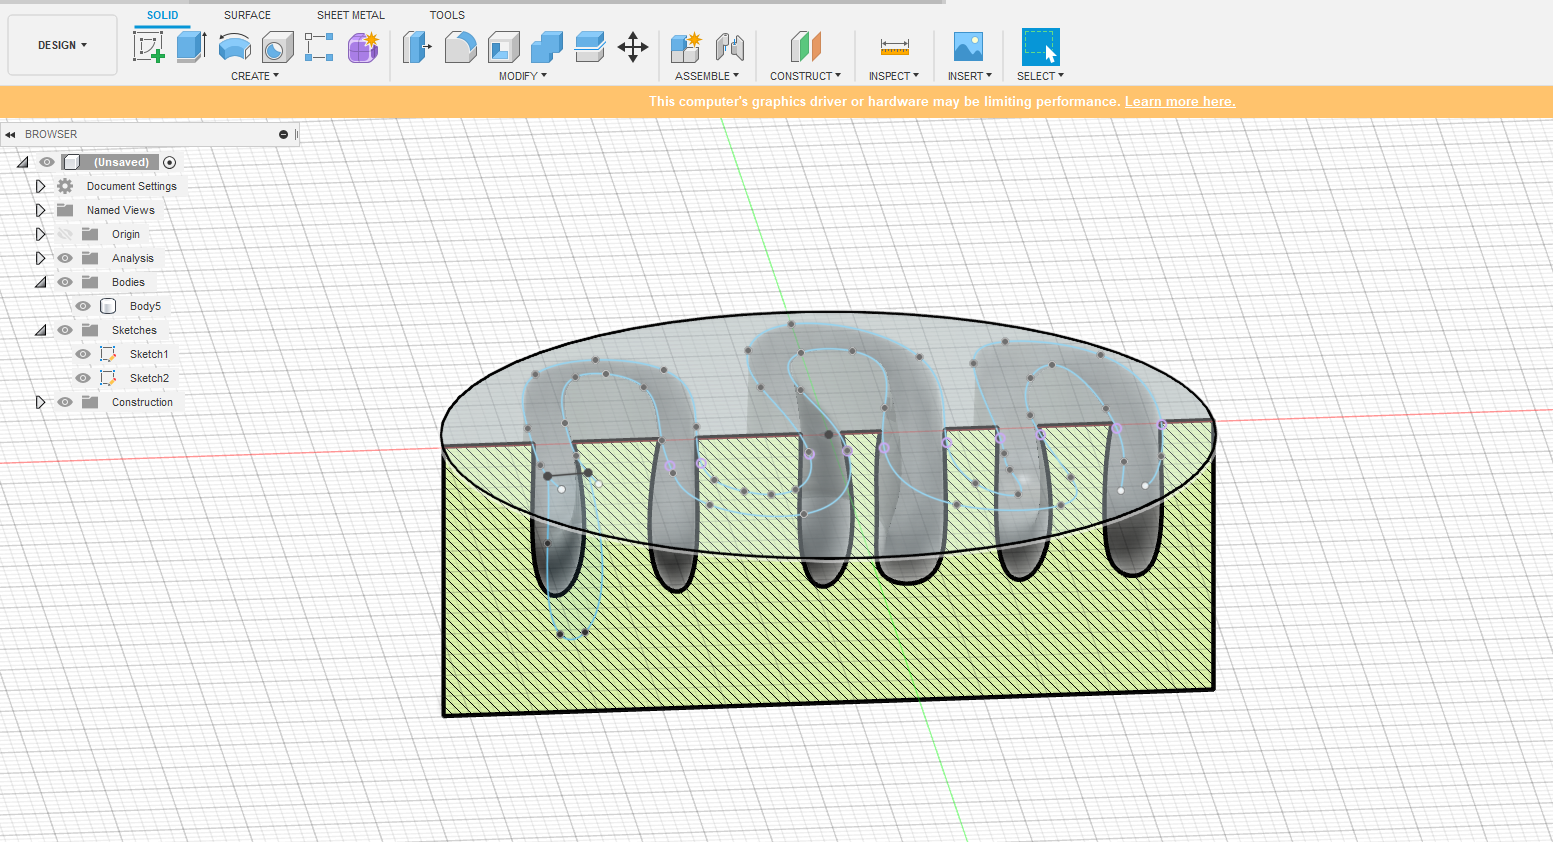 SOLID SURFACE SHEET METAL TOOLS
DESIGN
CREATE MODIFY ASSEMBLE CONSTRUCT INSPECT INSERT SELECT
This computer's graphics driver or hardware may be limiting performance. Learn more here.
BROWSER
(Unsaved)
Document Settings
Named Views
Origin
Analysis
Bodies
Body5
Sketches
Sketch1
Sketch2
Construction